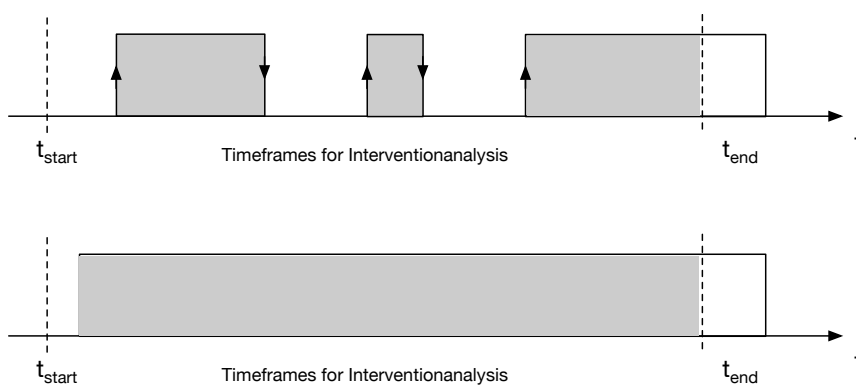 t
t_start Timeframes for Interventionanalysis t_end
t
t_start Timeframes for Interventionanalysis t_end